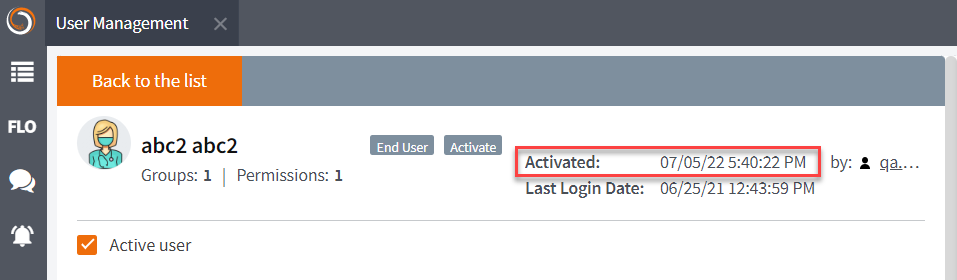 User Management
Back to the list
FLO
abc2 abc2
End User
Activate
Groups: 1 | Permissions: 1
Activated: 07/05/22 5:40:22 PM by: qa....
Last Login Date: 06/25/21 12:43:59 PM
Active user